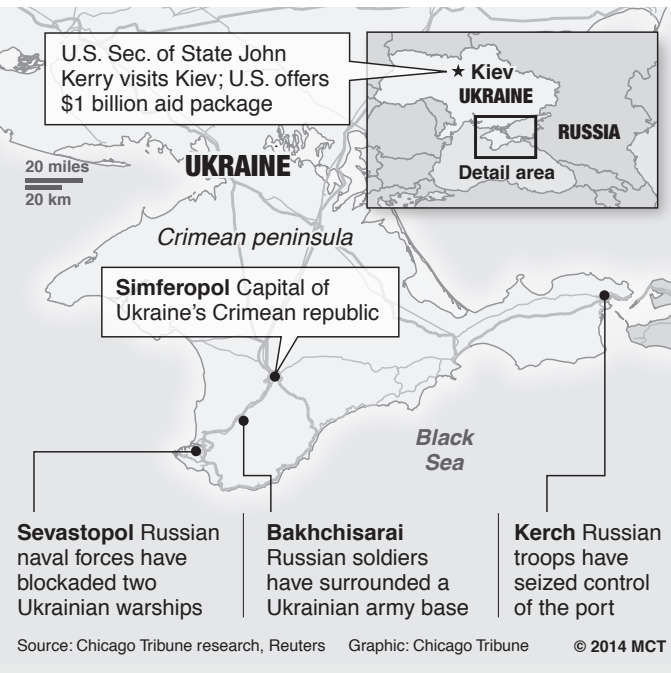 U.S. Sec. of State John
Kerry visits Kiev; U.S. offers
$1 billion aid package
Kiev
UKRAINE
RUSSIA
Detail area
20 miles
20 km
UKRAINE
Crimean peninsula
Simferopol Capital of
Ukraine's Crimean republic
Black
Sea
Sevastopol Russian
naval forces have
blockaded two
Ukrainian warships
Bakhchisarai
Russian soldiers
have surrounded a
Ukrainian army base
Kerch Russian
troops have
seized control
of the port
Source: Chicago Tribune research, Reuters Graphic: Chicago Tribune © 2014 MCT